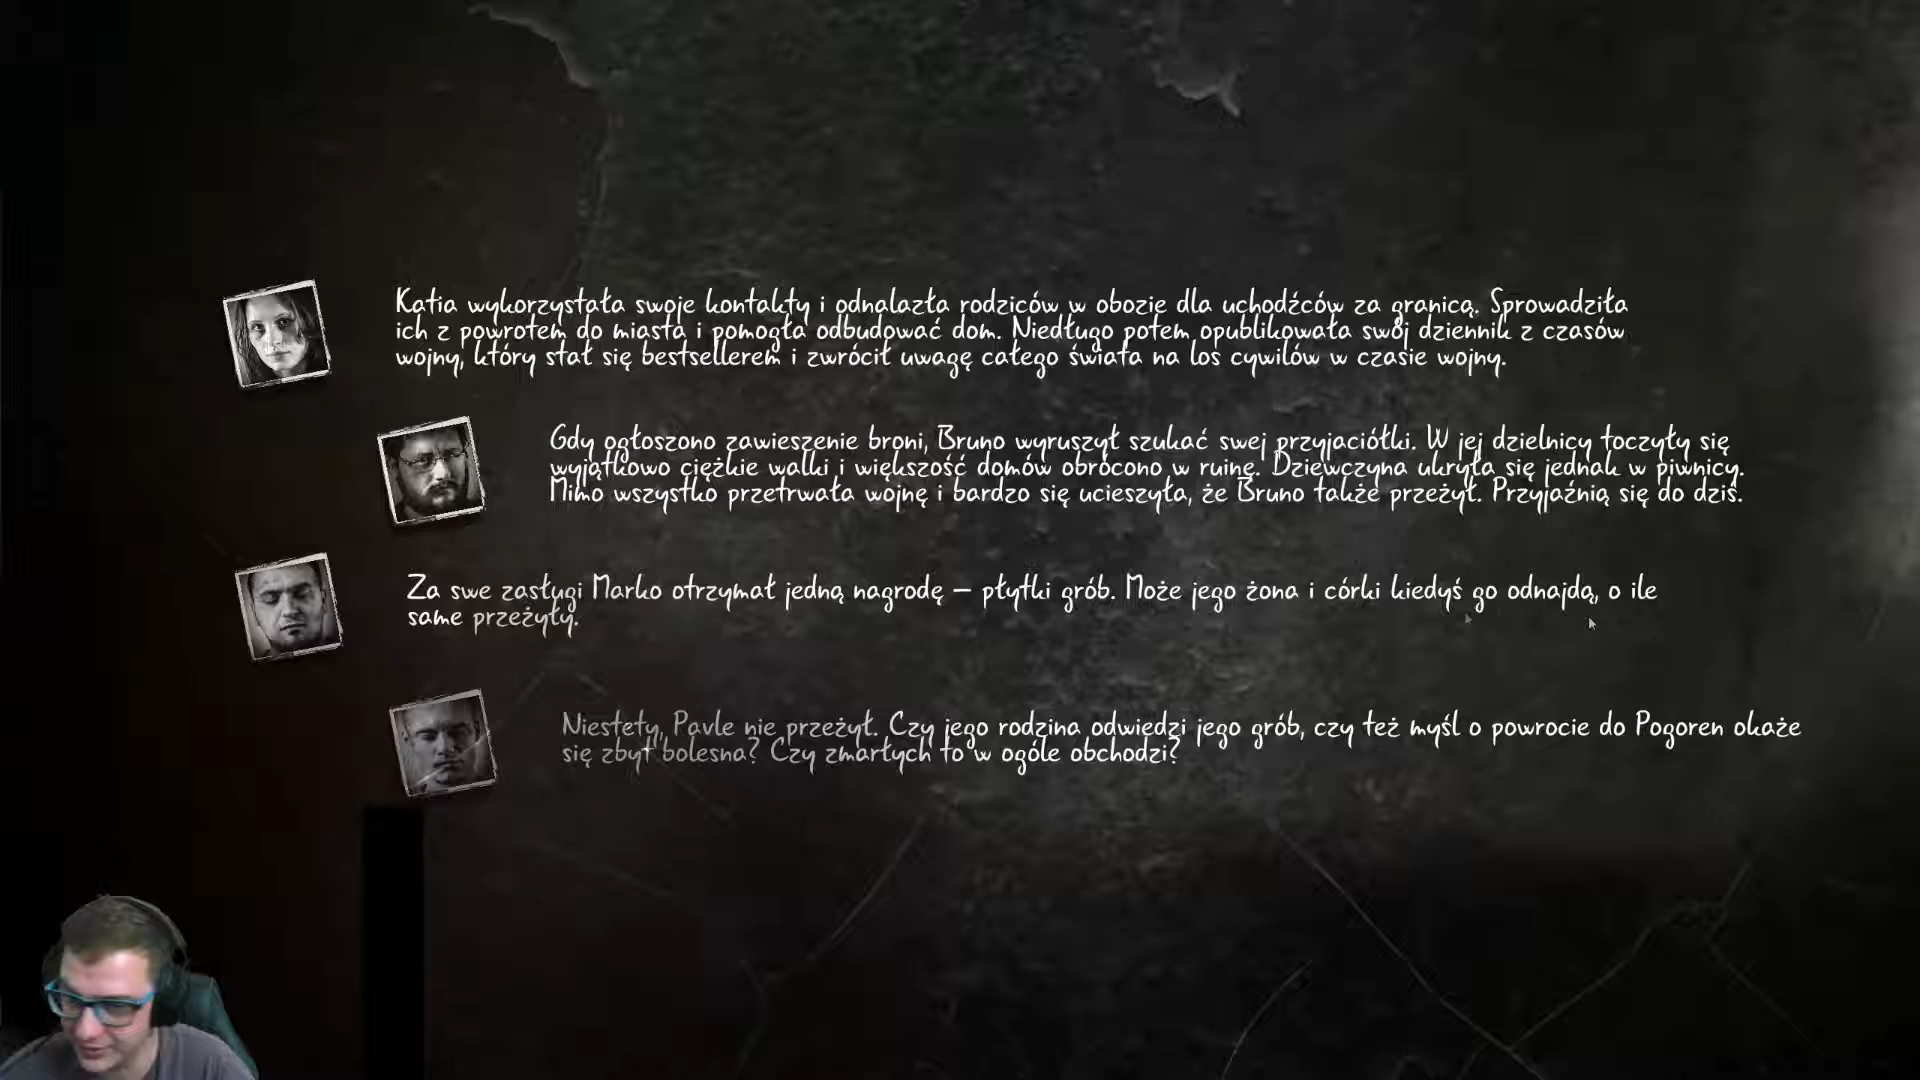 Katia wykorzystała swoje kontakty i odnalazła rodziców w obozie dla uchodźców za granicą. Sprowadziła
ich z powrotem do miasta i pomogła odbudować dom. Niedługo potem opublikowała swój dziennik z czasów
wojny, który stał się bestsellerem i zwrócił uwagę całego świata na los cywilów w czasie wojny.
Gdy ogłoszono zawieszenie broni, Bruno wyruszył szukać swej przyjaciółki. W jej dzielnicy toczyły się
wyjątkowo ciężkie walki i większość domów obrócono w ruinę. Dziewczyna ukryła się jednak w piwnicy.
Mimo wszystko przetrwała wojnę i bardzo się ucieszyła, że Bruno także przeżył. Przyjaźnią się do dziś.
Za swe zasługi Marko otrzymał jedną nagrodę – płytki grób. Może jego żona i córki kiedyś go odnajdą, o ile
same przeżyły.
Niestety, Pavle nie przeżył. Czy jego rodzina odwiedzi jego grób, czy też myśl o powrocie do Pogoren okaże
się zbyt bolesna? Czy zmarłych to w ogóle obchodzi?